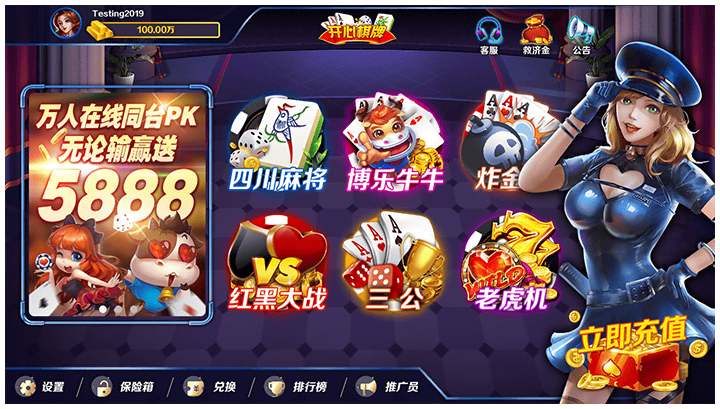 Testing2019
100.00万
开心棋牌
客服
救济金
公告
万人在线同台PK
无论输赢送
5888
四川麻将
博乐牛牛
炸金
VS
红黑大战
三公
WILD
老虎机
立即充值
设置
保险箱
兑换
排行榜
推广员